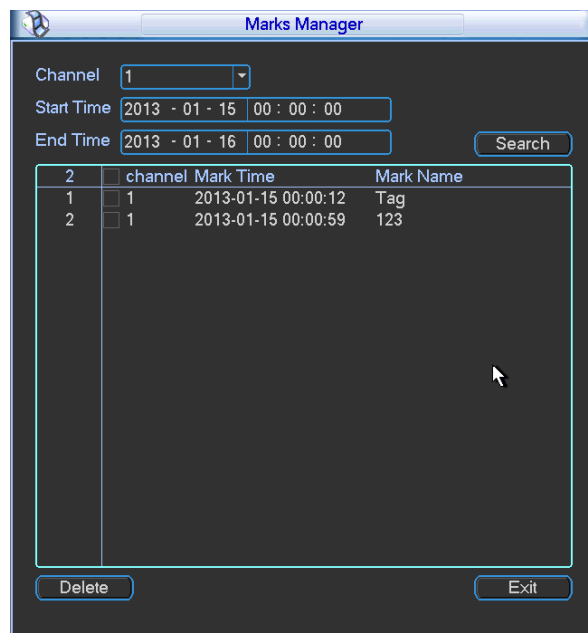 Marks Manager
Channel 1
Start Time 2013 - 01 - 15 00 : 00 : 00
End Time 2013 - 01 - 16 00 : 00 : 00
Search
2 channel Mark Time Mark Name
1 1 2013-01-15 00:00:12 Tag
2 1 2013-01-15 00:00:59 123
Delete Exit